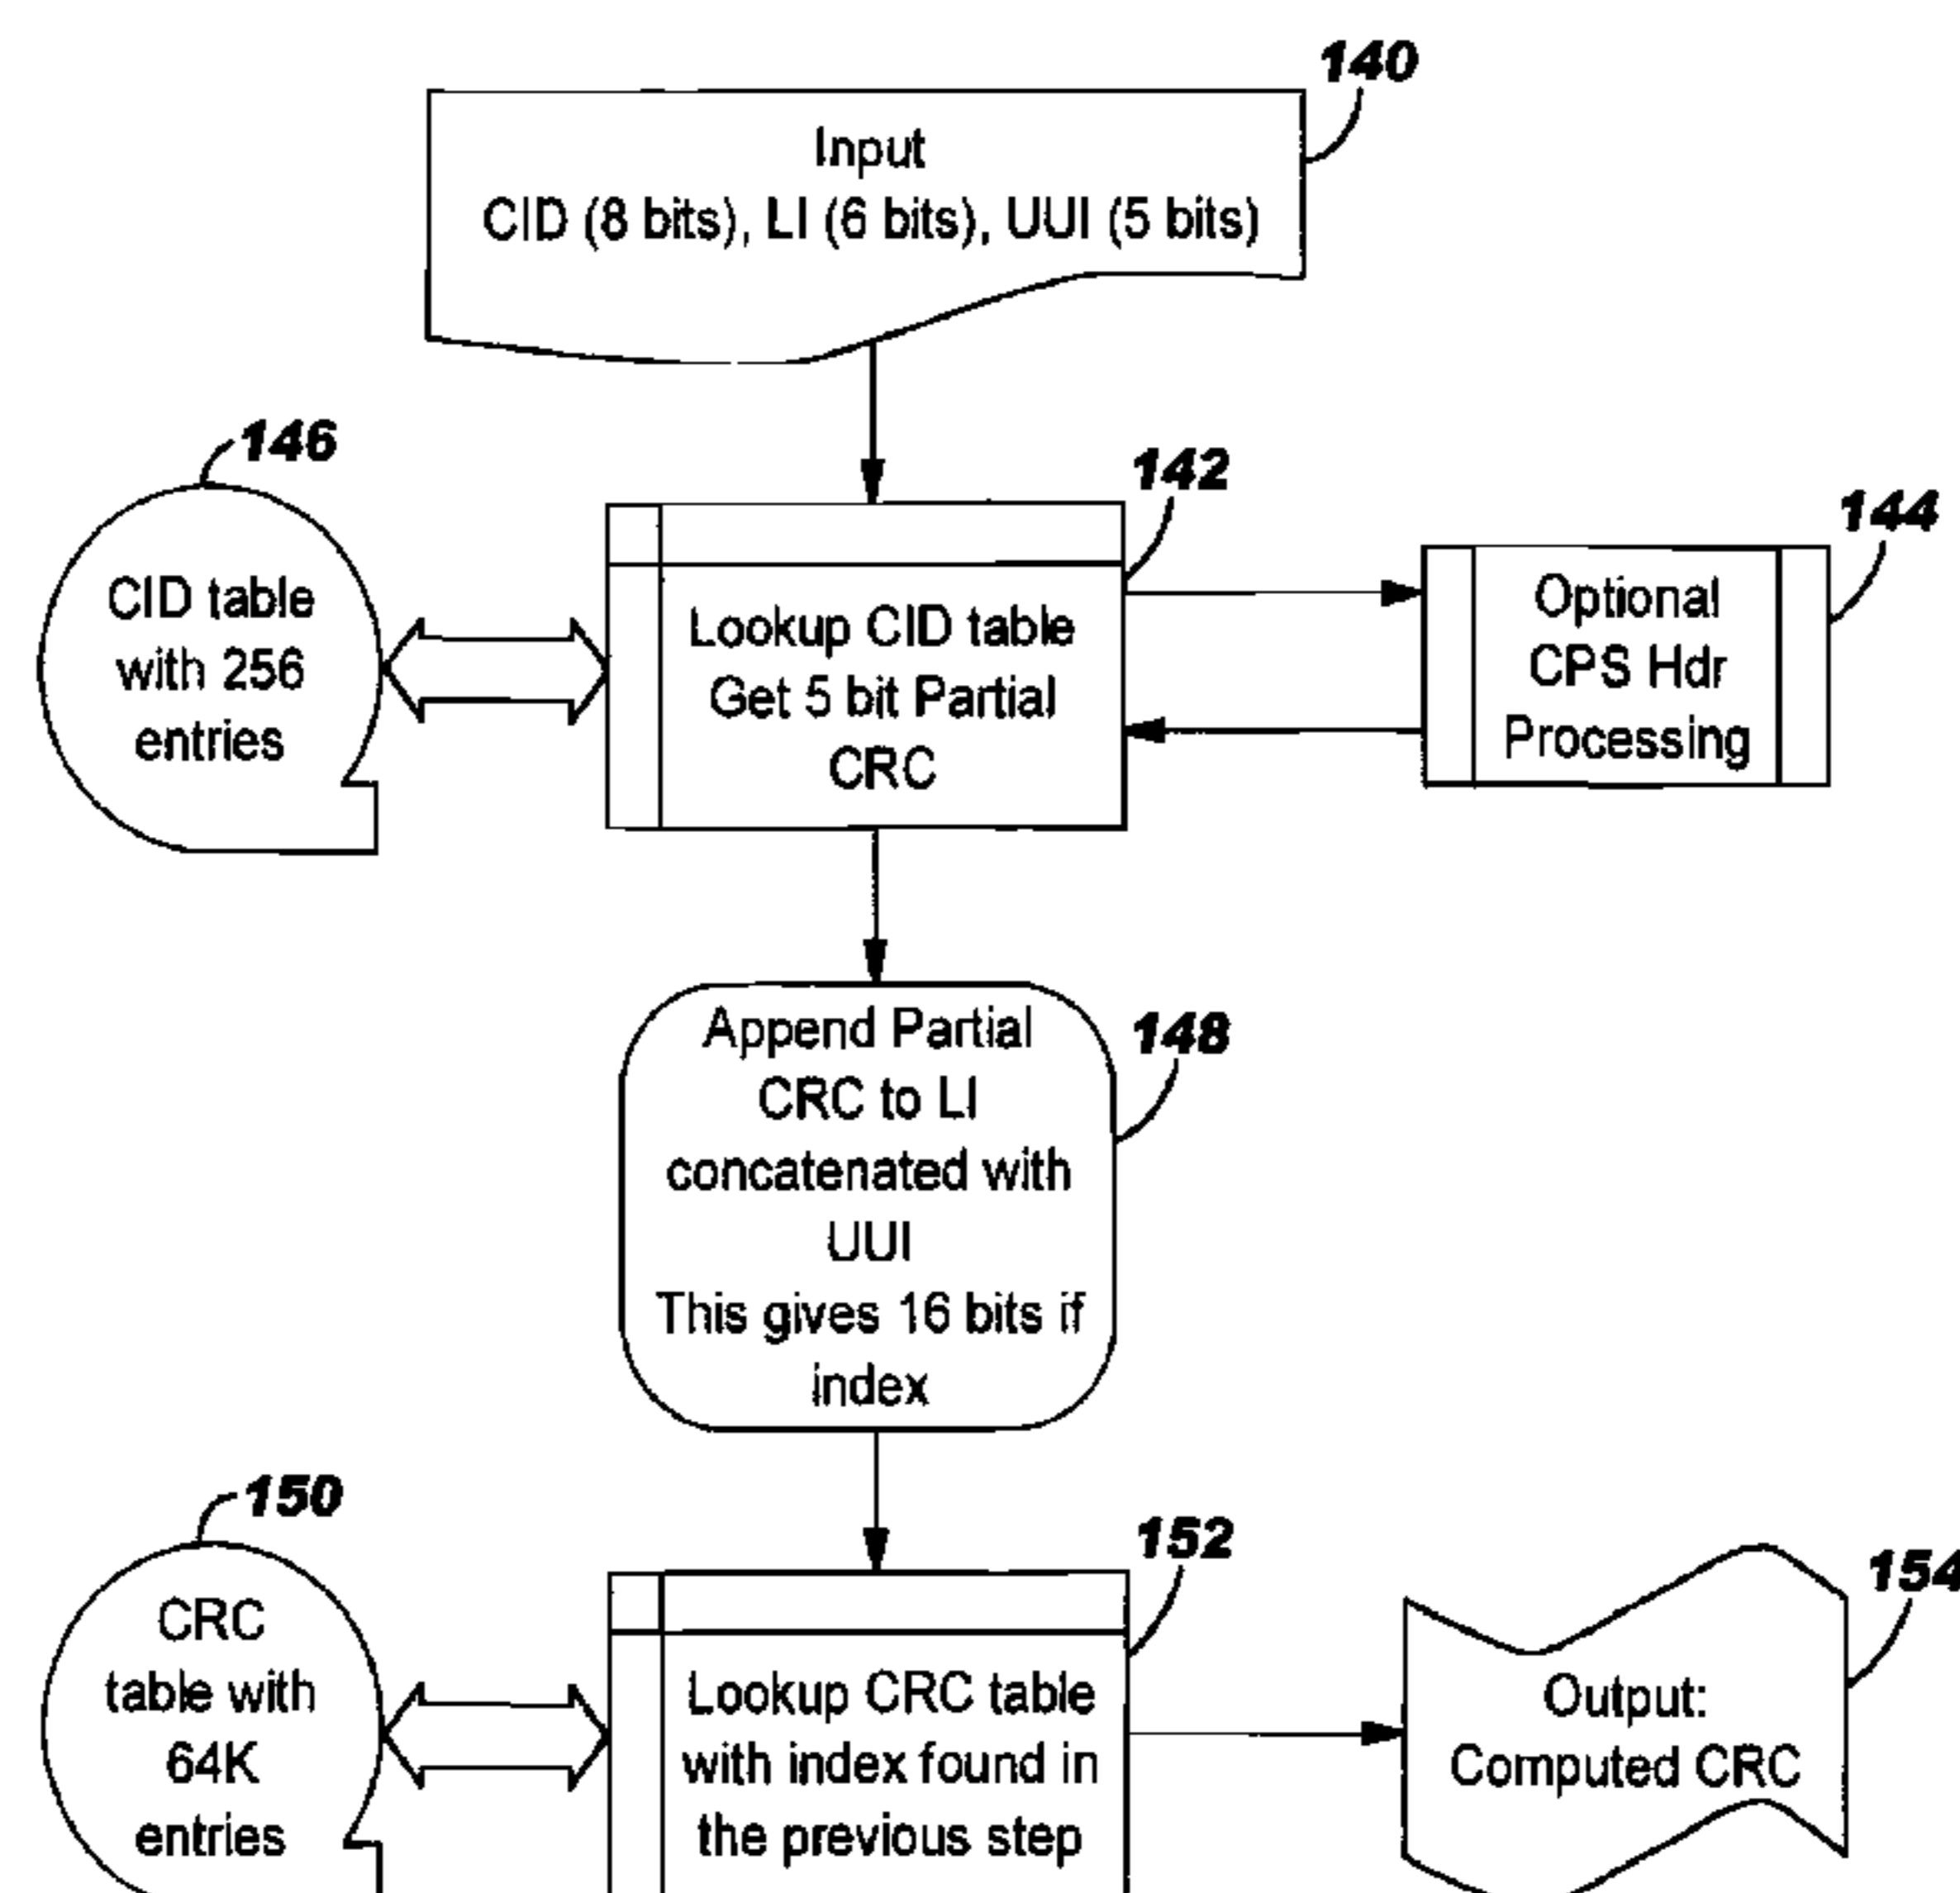 140
Input
CID (8 bits), LI (6 bits), UUI (5 bits)
146
142
144
CID table
with 256
entries
Lookup CID table
Get 5 bit Partial
CRC
Optional
CPS Hdr
Processing
148
Append Partial
CRC to LI
concatenated with
UUI
This gives 16 bits if
index
150
152
154
CRC
table with
64K
entries
Lookup CRC table
with index found in
the previous step
Output:
Computed CRC